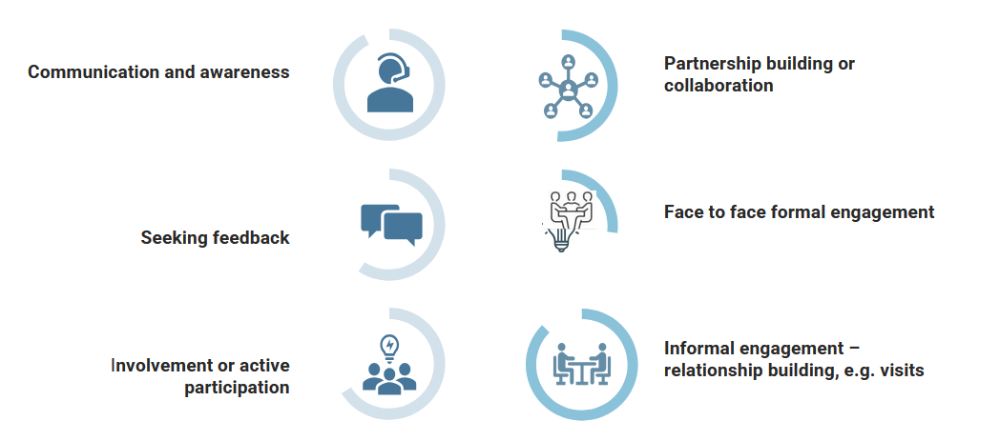 Communication and awareness
Partnership building or
collaboration
Seeking feedback
Face to face formal engagement
Involvement or active
participation
Informal engagement –
relationship building, e.g. visits